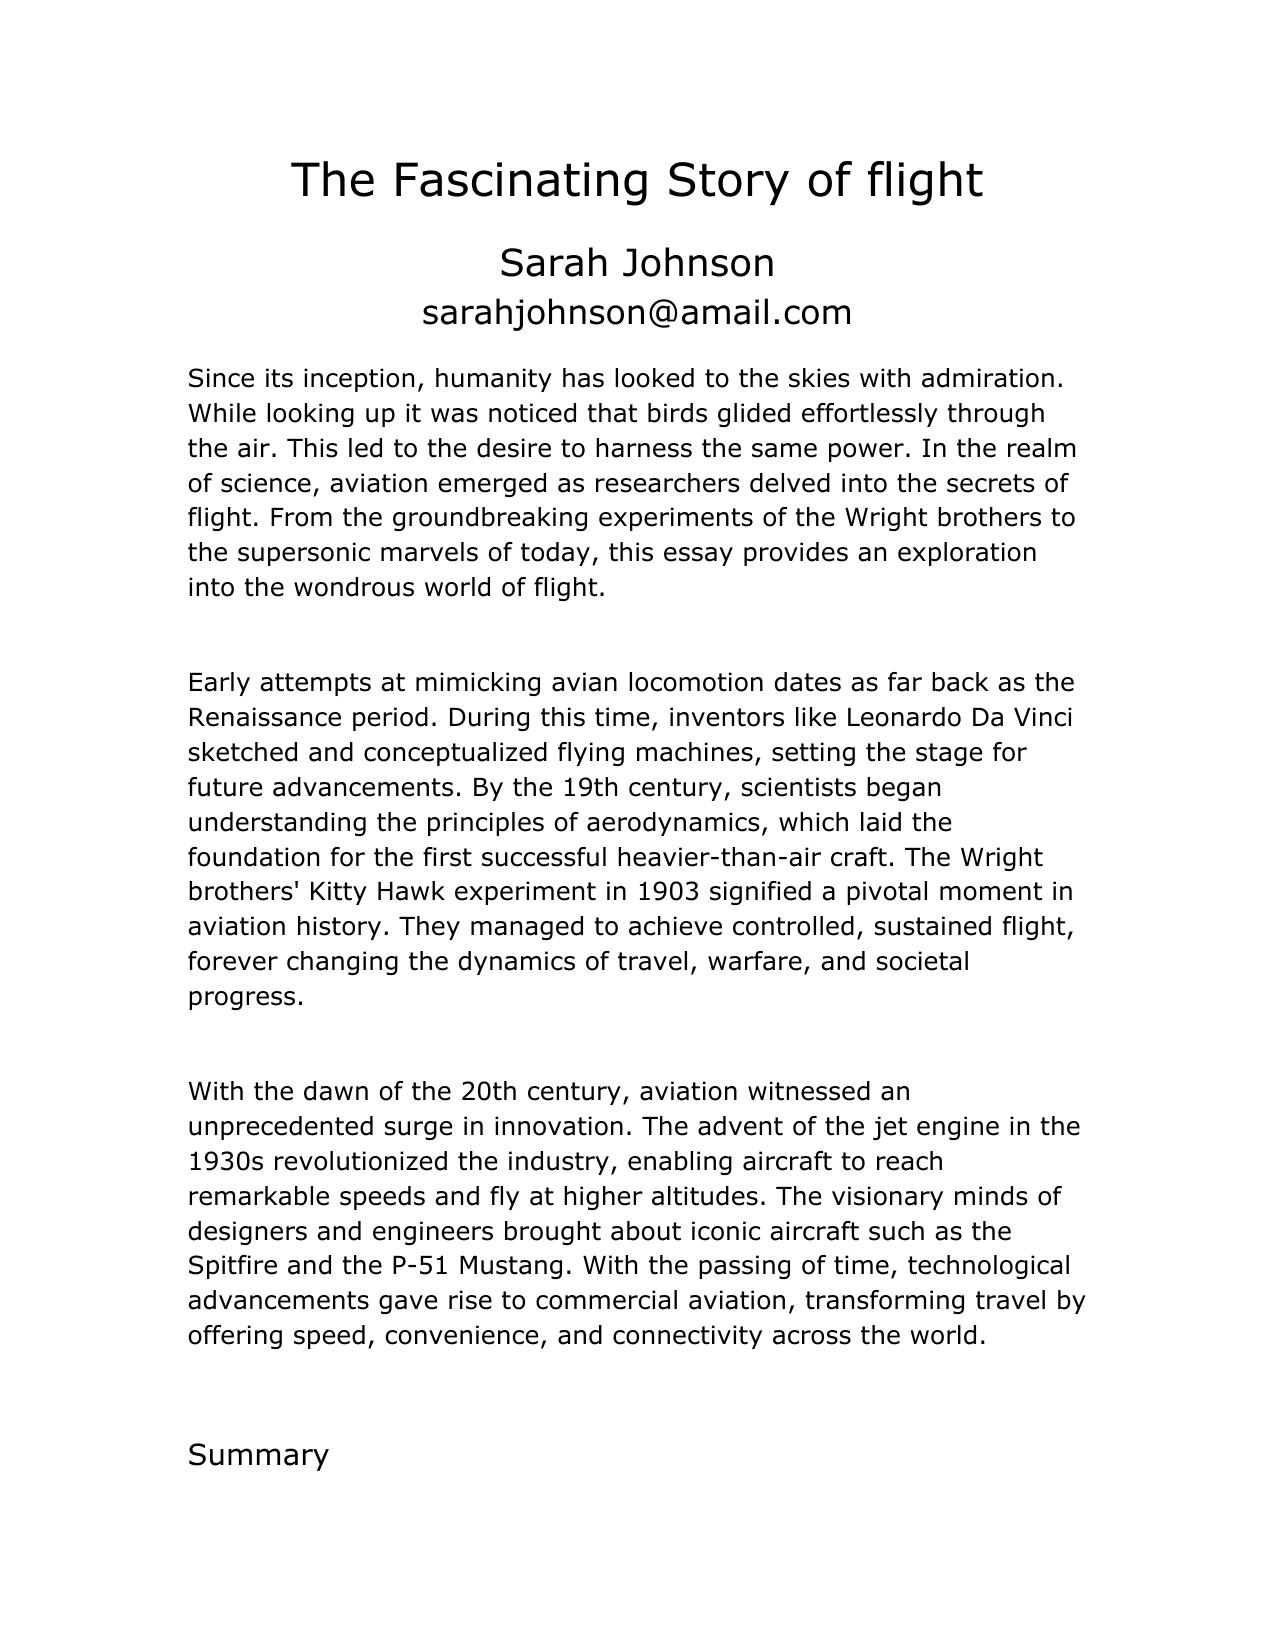 The Fascinating Story of flight
Sarah Johnson
sarahjohnson@amail.com
Since its inception, humanity has looked to the skies with admiration.
While looking up it was noticed that birds glided effortlessly through
the air. This led to the desire to harness the same power. In the realm
of science, aviation emerged as researchers delved into the secrets of
flight. From the groundbreaking experiments of the Wright brothers to
the supersonic marvels of today, this essay provides an exploration
into the wondrous world of flight.
Early attempts at mimicking avian locomotion dates as far back as the
Renaissance period. During this time, inventors like Leonardo Da Vinci
sketched and conceptualized flying machines, setting the stage for
future advancements. By the 19th century, scientists began
understanding the principles of aerodynamics, which laid the
foundation for the first successful heavier-than-air craft. The Wright
brothers' Kitty Hawk experiment in 1903 signified a pivotal moment in
aviation history. They managed to achieve controlled, sustained flight,
forever changing the dynamics of travel, warfare, and societal
progress.
With the dawn of the 20th century, aviation witnessed an
unprecedented surge in innovation. The advent of the jet engine in the
1930s revolutionized the industry, enabling aircraft to reach
remarkable speeds and fly at higher altitudes. The visionary minds of
designers and engineers brought about iconic aircraft such as the
Spitfire and the P-51 Mustang. With the passing of time, technological
advancements gave rise to commercial aviation, transforming travel by
offering speed, convenience, and connectivity across the world.
Summary